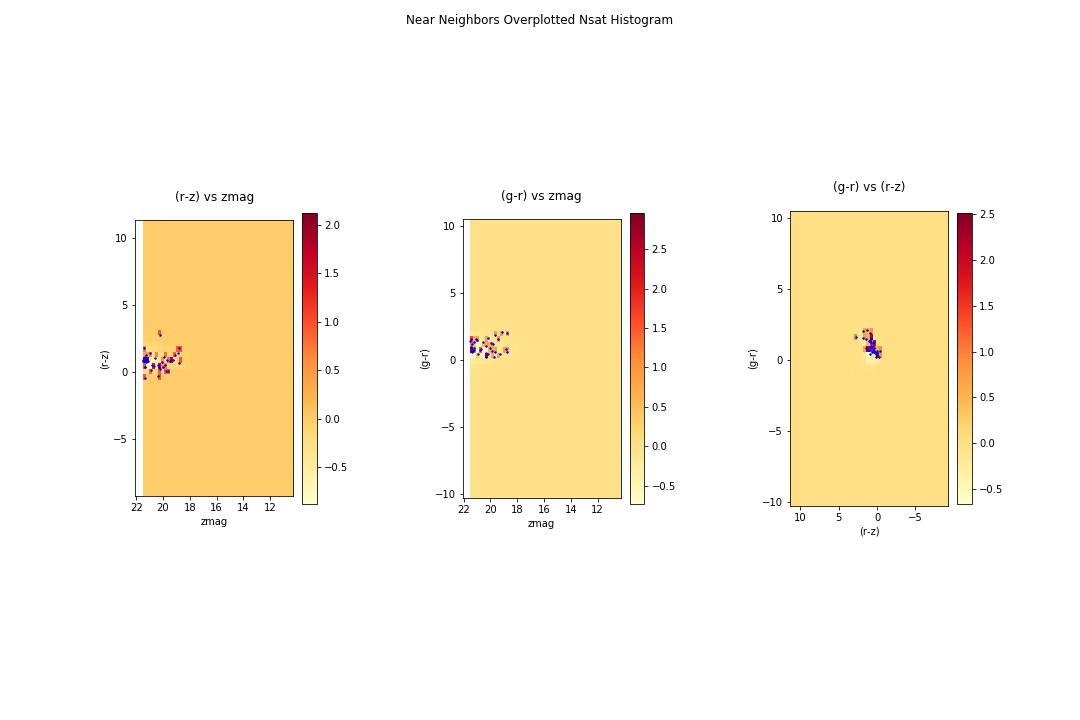 Near Neighbors Overplotted Nsat Histogram
(r-z) vs zmag
10
5
0
−5
(r-z)
22 20 18 16 14 12
zmag
2.0
1.5
1.0
0.5
0.0
−0.5
(g-r) vs zmag
10
5
0
−5
−10
(g-r)
22 20 18 16 14 12
zmag
2.5
2.0
1.5
1.0
0.5
0.0
−0.5
(g-r) vs (r-z)
10
5
0
−5
−10
(g-r)
10 5 0 −5
(r-z)
2.5
2.0
1.5
1.0
0.5
0.0
−0.5